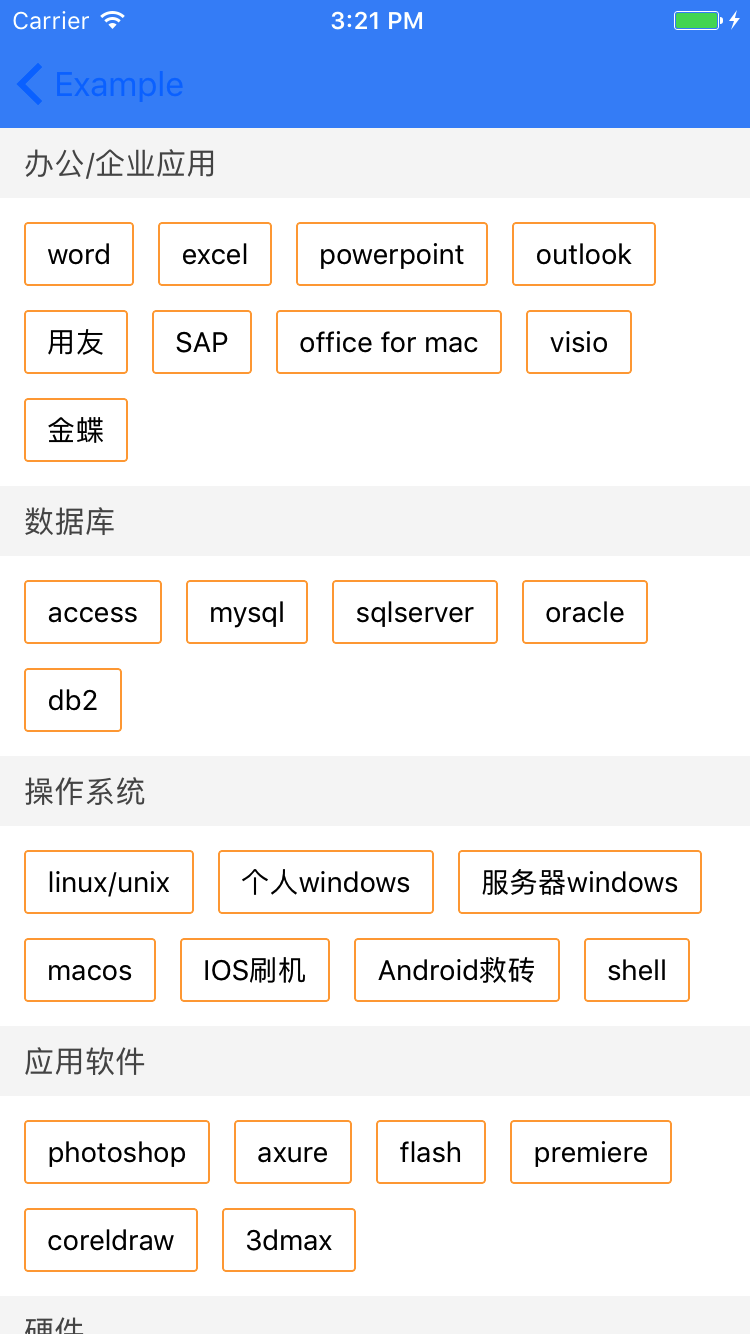 Carrier 3:21 PM
Example
办公/企业应用
word excel powerpoint outlook
用友 SAP office for mac visio
金蝶
数据库
access mysql sqlserver oracle
db2
操作系统
linux/unix 个人windows 服务器windows
macos IOS刷机 Android救砖 shell
应用软件
photoshop axure flash premiere
coreldraw 3dmax
硬件